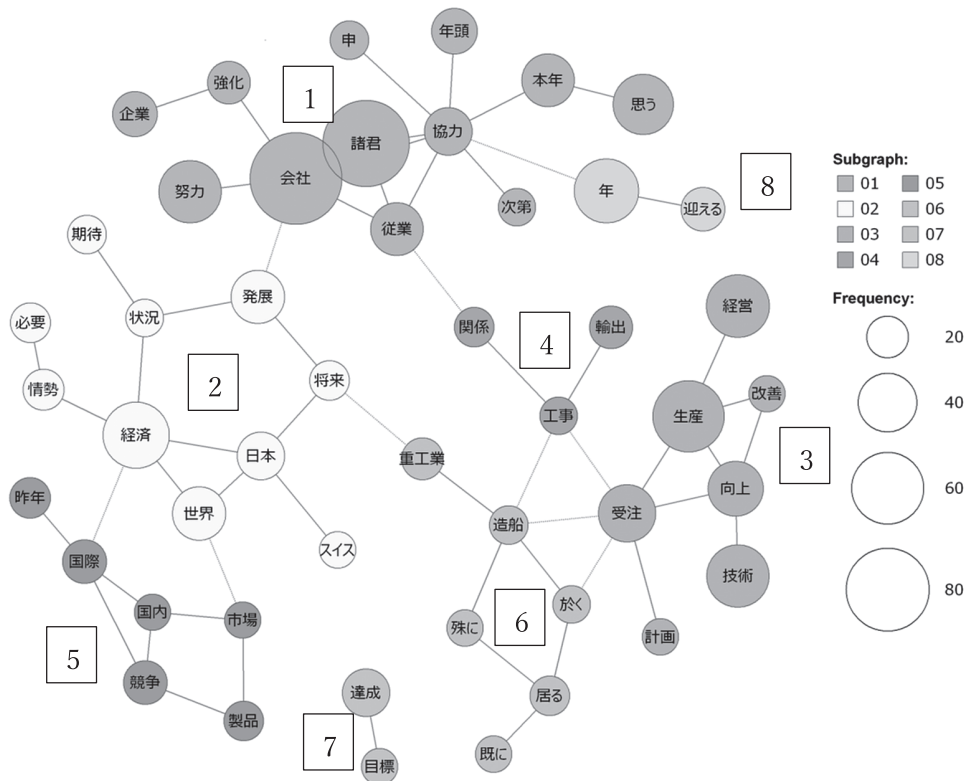 年頭
申
強化
本年
企業
1
思う
協力
諸君
会社
努力
年
8
次第
迎える
従業
期待
発展
必要
状況
関係
輸出
4
経営
情勢
2
将来
改善
工事
生産
経済
日本
重工業
3
向上
昨年
世界
受注
造船
スイス
国際
技術
国内
市場
殊に
6
於く
計画
5
競争
達成
居る
製品
7
既に
目標
Subgraph:
01 05
02 06
03 07
04 08
Frequency:
20
40
60
80